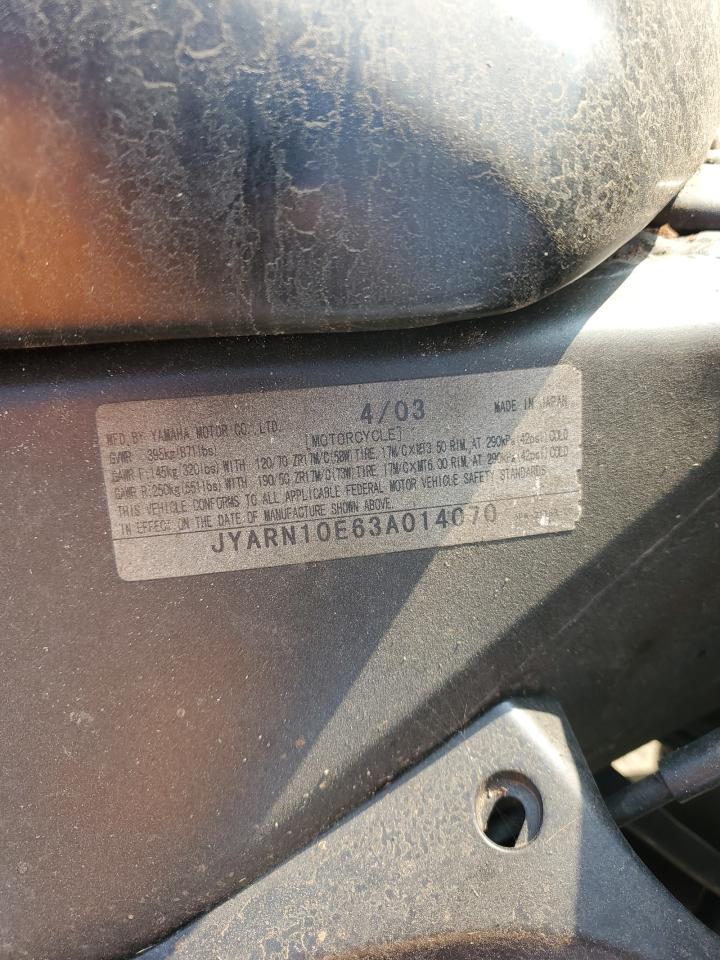 4/03
MFD. BY YAMAHA MOTOR CO., LTD. MADE IN JAPAN
[MOTORCYCLE]
GVWR 395kg(871lbs)
GAWR F: 145kg(320lbs) WITH 120/70 ZR17M/C(58W) TIRE, 17M/C×MT3.50 RIM, AT 290kPa(42psi) COLD
GAWR R: 250kg(551lbs) WITH 190/50 ZR17M/C(73W) TIRE, 17M/C×MT6.00 RIM, AT 290kPa(42psi) COLD
THIS VEHICLE CONFORMS TO ALL APPLICABLE FEDERAL MOTOR VEHICLE SAFETY STANDARDS
IN EFFECT ON THE DATE OF MANUFACTURE SHOWN ABOVE.
JYARN10E63A014070